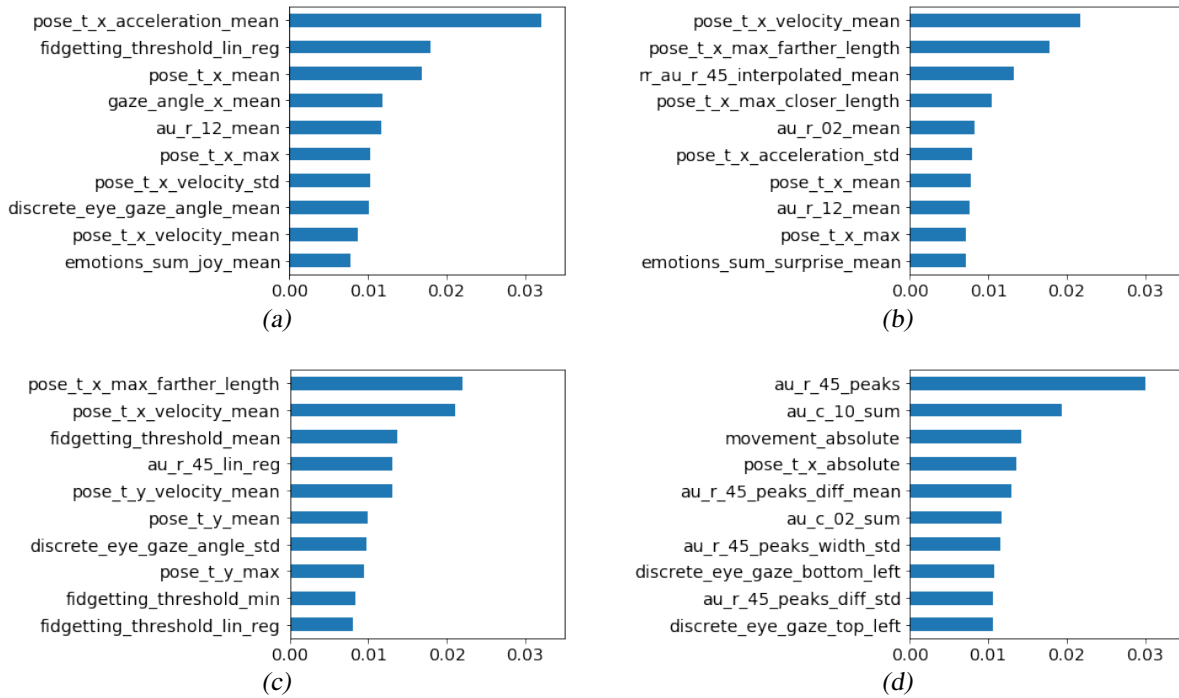 pose_t_x_acceleration_mean
fidgetting_threshold_lin_reg
pose_t_x_mean
gaze_angle_x_mean
au_r_12_mean
pose_t_x_max
pose_t_x_velocity_std
discrete_eye_gaze_angle_mean
pose_t_x_velocity_mean
emotions_sum_joy_mean
0.00 0.01 0.02 0.03
(a)
pose_t_x_velocity_mean
pose_t_x_max_farther_length
rr_au_r_45_interpolated_mean
pose_t_x_max_closer_length
au_r_02_mean
pose_t_x_acceleration_std
pose_t_x_mean
au_r_12_mean
pose_t_x_max
emotions_sum_surprise_mean
0.00 0.01 0.02 0.03
(b)
pose_t_x_max_farther_length
pose_t_x_velocity_mean
fidgetting_threshold_mean
au_r_45_lin_reg
pose_t_y_velocity_mean
pose_t_y_mean
discrete_eye_gaze_angle_std
pose_t_y_max
fidgetting_threshold_min
fidgetting_threshold_lin_reg
0.00 0.01 0.02 0.03
(c)
au_r_45_peaks
au_c_10_sum
movement_absolute
pose_t_x_absolute
au_r_45_peaks_diff_mean
au_c_02_sum
au_r_45_peaks_width_std
discrete_eye_gaze_bottom_left
au_r_45_peaks_diff_std
discrete_eye_gaze_top_left
0.00 0.01 0.02 0.03
(d)